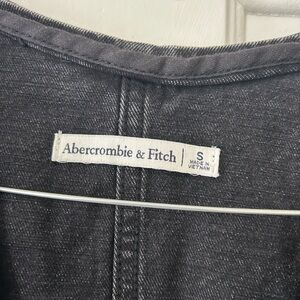 Abercrombie & Fitch
S
MADE IN
VIETNAM